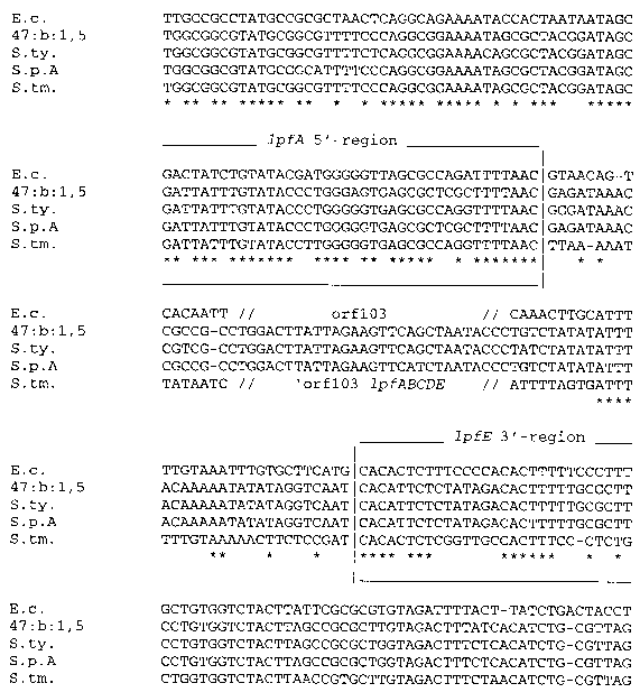 E.c. TTGCCGCCTATGCCGCGCTAACTCAGGCAGAAAATACCACTAATAATAGC
47:b:1,5 TGGCGGCGTATGCGGCGTTTTCCCAGGCGGAAAATAGCGCTACGGATAGC
S.ty. TGGCGGCGTATGCGGCGTTTTCTCAGGCGGAAAACAGCGCTACGGATAGC
S.p.A TGGCGGCGTATGCGGCATTTTCCCAGGCGGAAAATAGCGCTACGGATAGC
S.tm. TGGCGGCGTATGCGGCGTTTTCCCAGGCGAAAATAGCGCTACGGATAGC
* ** ** ****** ** * * ***** ***** * * *** *****
lpfA 5'-region
E.c. GACTATCTGTATACGATGGGGGTTAGCGCCAGATTTTAAC GTAACAG-T
47:b:1,5 GATTATTTGTATACCCTGGGAGTGAGCGCTCGCTTTTAAC GAGATAAAC
S.ty. GATTATTTGTATACCCTGGGGGTGAGCGCCAGGTTTTAAC GCGATAAAC
S.p.A GATTATTTGTATACCCTGGGGGTGAGCGCTCGCTTTTAAC GAGATAAAC
S.tm. GATTATTTGTATACCTTGGGGGTGAGCGCCAGGTTTTAAC TTAA-AAAT
** *** ******* **** ** ***** * ******* * *
E.c. CACAATT // orf103 // CAAACTTGCATTT
47:b:1,5 CGCCG-CCTGGACTTATTAGAAGTTCAGCTAATACCCTGTCTATATATTT
S.ty. CGTCG-CCTGGACTTATTAGAAGTTCAGCTAATACCCTATCTATATATTT
S.p.A CGCCG-CCTGGACTTATTAGAAGTTCATCTAATACCCTGTCTATATATTT
S.tm. TATAATC // 'orf103 lpfABCDE // ATTTTAGTGATTT
****
lpfE 3'-region
E.c. TTGTAAATTTGTGCTTCATG CACACTCTTTCCCCACACTTTTTTCCCTTT
47:b:1,5 ACAAAAATATATAGGTCAAT CACATTCTCTATAGACACTTTTTGCGCTT
S.ty. ACAAAAATATATAGGTCAAT CACATTCTCTATAGACACTTTTTGCGCTT
S.p.A ACAAAAATATATAGGTCAAT CACATTCTCTATAGACACTTTTTGCGCTT
S.tm. TTTGTAAAAACTTCTCCGAT CACACTCTCGGTTGCCACTTTCC-CTCTG
** * * **** *** ****** * *
E.c. GCTGTGGTCTACTTATTCGCGCGTGTAGATTTTACT-TATCTGACTACCT
47:b:1,5 CCTGTGGTCTACTTAGCCGCGCTTGTAGACTTTATCACATCTG-CGTTAG
S.ty. CCTGTGGTCTACTTAGCCGCGCTGGTAGACTTTCTCACATCTG-CGTTAG
S.p.A CCTGTGGTCTACTTAGCCGCGCTGGTAGACTTTCTCACATCTG-CGTTAG
S.tm. CTGGTGGTCTACTTAACCGTGCTTGTAGACTTTCTAACATCTG-CGTTAG